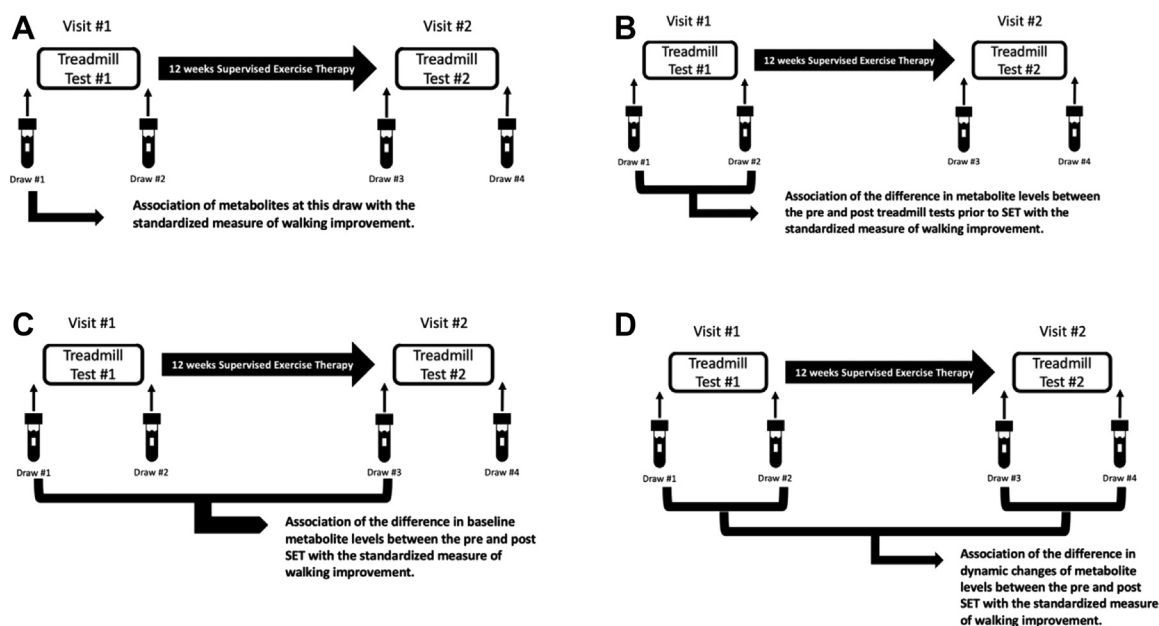 A
Visit #1
Visit #2
Treadmill
Test #1
12 weeks Supervised Exercise Therapy
Treadmill
Test #2
Draw #1
Draw #2
Draw #3
Draw #4
Association of metabolites at this draw with the
standardized measure of walking improvement.
B
Visit #1
Visit #2
Treadmill
Test #1
12 weeks Supervised Exercise Therapy
Treadmill
Test #2
Draw #1
Draw #2
Draw #3
Draw #4
Association of the difference in metabolite levels between
the pre and post treadmill tests prior to SET with the
standardized measure of walking improvement.
C
Visit #1
Visit #2
Treadmill
Test #1
12 weeks Supervised Exercise Therapy
Treadmill
Test #2
Draw #1
Draw #2
Draw #3
Draw #4
Association of the difference in baseline
metabolite levels between the pre and post
SET with the standardized measure of
walking improvement.
D
Visit #1
Visit #2
Treadmill
Test #1
12 weeks Supervised Exercise Therapy
Treadmill
Test #2
Draw #1
Draw #2
Draw #3
Draw #4
Association of the difference in
dynamic changes of metabolite
levels between the pre and post
SET with the standardized measure
of walking improvement.